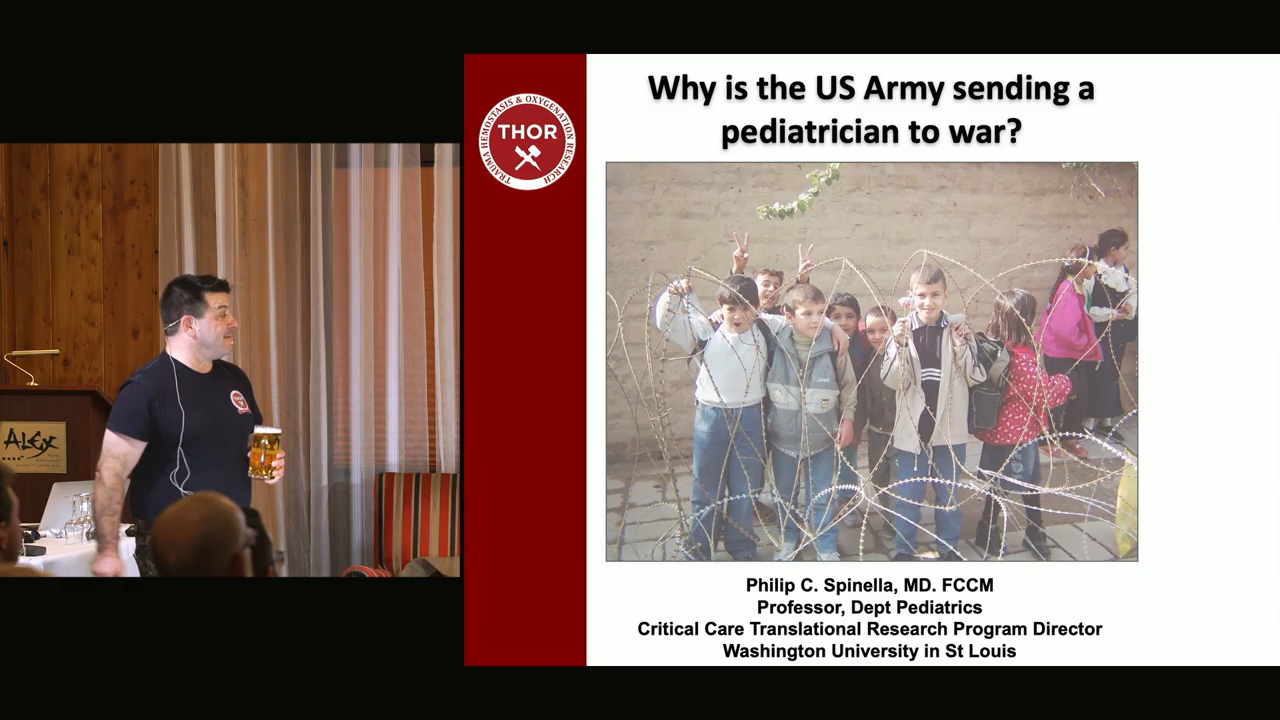 Why is the US Army sending a
pediatrician to war?
TRAUMA HEMOSTASIS & OXYGENATION RESEARCH
THOR
ALEX
Philip C. Spinella, MD. FCCM
Professor, Dept Pediatrics
Critical Care Translational Research Program Director
Washington University in St Louis